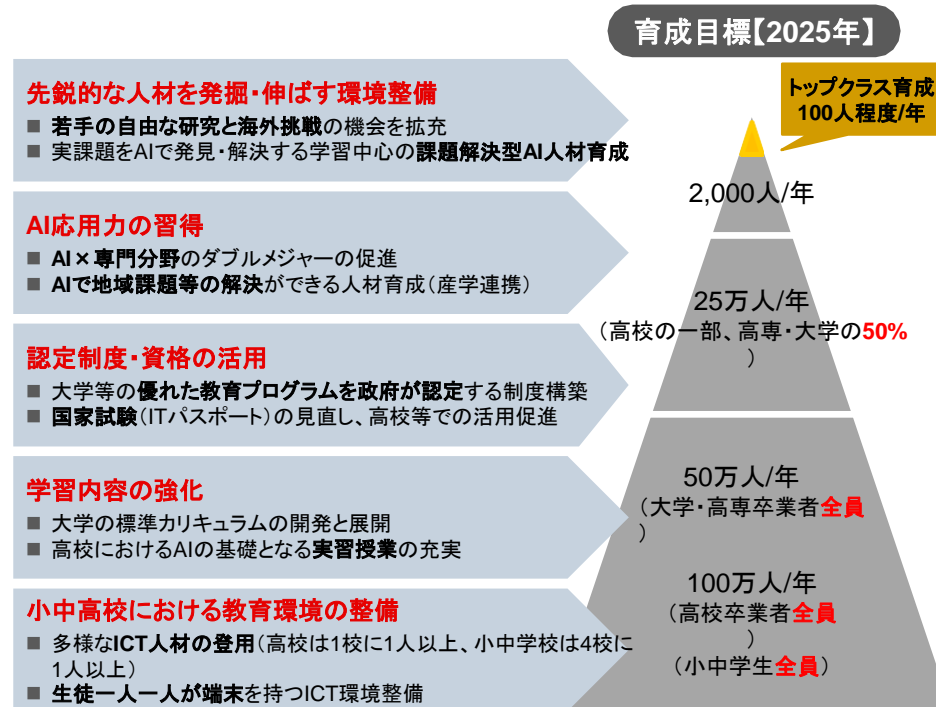 育成目標【2025年】
トップクラス育成
100人程度/年
先鋭的な人材を発掘・伸ばす環境整備
■ 若手の自由な研究と海外挑戦の機会を拡充
■ 実課題をAIで発見・解決する学習中心の課題解決型AI人材育成
2,000人/年
AI応用力の習得
■ AI×専門分野のダブルメジャーの促進
■ AIで地域課題等の解決ができる人材育成（産学連携）
25万人/年
（高校の一部、高専・大学の50%
）
認定制度・資格の活用
■ 大学等の優れた教育プログラムを政府が認定する制度構築
■ 国家試験（ITパスポート）の見直し、高校等での活用促進
50万人/年
（大学・高専卒業者全員
）
学習内容の強化
■ 大学の標準カリキュラムの開発と展開
■ 高校におけるAIの基礎となる実習授業の充実
100万人/年
（高校卒業者全員
）
（小中学生全員）
小中高校における教育環境の整備
■ 多様なICT人材の登用（高校は1校に1人以上、小中学校は4校に
1人以上）
■ 生徒一人一人が端末を持つICT環境整備